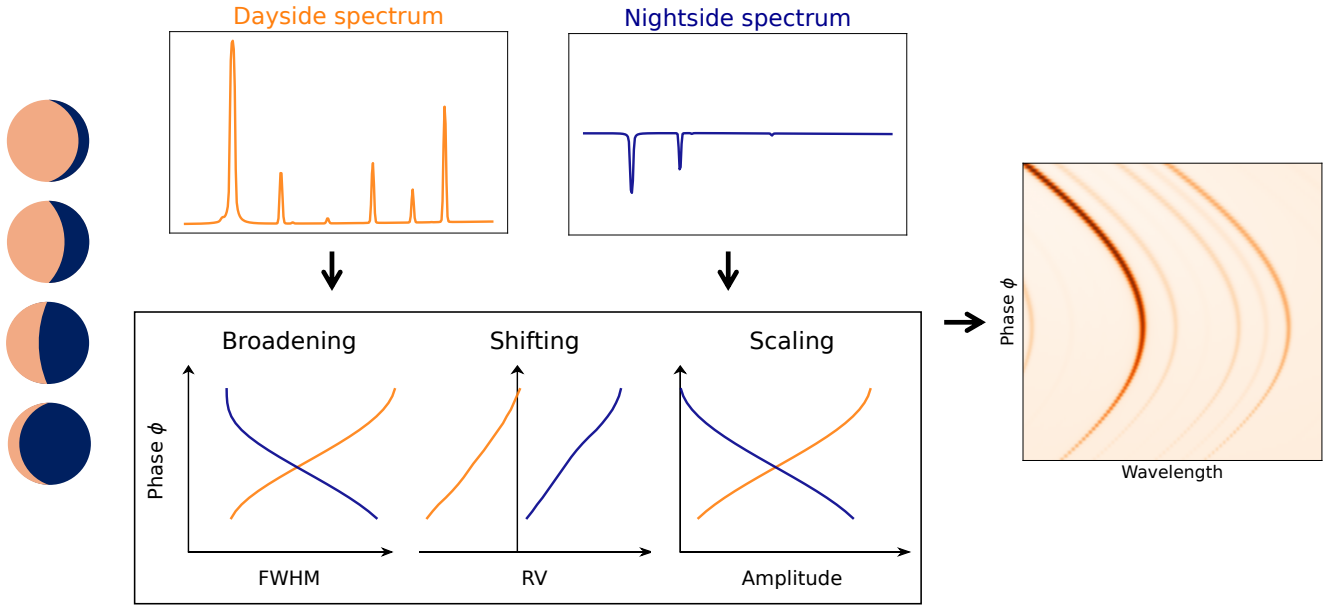 Dayside spectrum
Nightside spectrum
Broadening
Shifting
Scaling
Phase ϕ
FWHM
RV
Amplitude
Phase ϕ
Wavelength